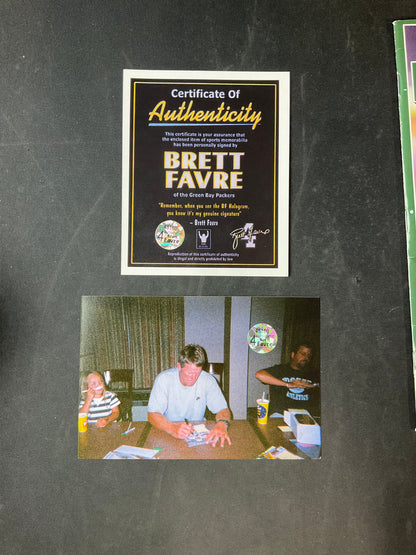 Certificate Of
Authenticity
This certificate is your assurance that
the enclosed item of sports memorabilia
has been personally signed by
BRETT
FAVRE
of the Green Bay Packers
"Remember, when you see the BF Hologram,
you know it's my genuine signature"
~ Brett Favre
Reproduction of this certificate of authenticity
is illegal and strictly prohibited by law